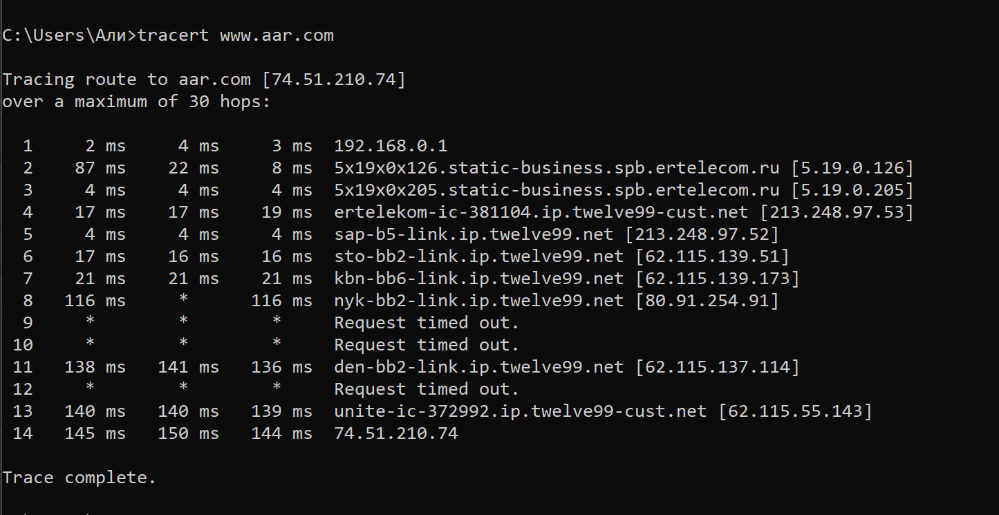 C:\Users\Али>tracert www.aar.com
Tracing route to aar.com [74.51.210.74]
over a maximum of 30 hops:
1 2 ms 4 ms 3 ms 192.168.0.1
2 87 ms 22 ms 8 ms 5x19x0x126.static-business.spb.ertelecom.ru [5.19.0.126]
3 4 ms 4 ms 4 ms 5x19x0x205.static-business.spb.ertelecom.ru [5.19.0.205]
4 17 ms 17 ms 19 ms ertelekom-ic-381104.ip.twelve99-cust.net [213.248.97.53]
5 4 ms 4 ms 4 ms sap-b5-link.ip.twelve99.net [213.248.97.52]
6 17 ms 16 ms 16 ms sto-bb2-link.ip.twelve99.net [62.115.139.51]
7 21 ms 21 ms 21 ms kbn-bb6-link.ip.twelve99.net [62.115.139.173]
8 116 ms * 116 ms nyk-bb2-link.ip.twelve99.net [80.91.254.91]
9 * * * Request timed out.
10 * * * Request timed out.
11 138 ms 141 ms 136 ms den-bb2-link.ip.twelve99.net [62.115.137.114]
12 * * * Request timed out.
13 140 ms 140 ms 139 ms unite-ic-372992.ip.twelve99-cust.net [62.115.55.143]
14 145 ms 150 ms 144 ms 74.51.210.74
Trace complete.